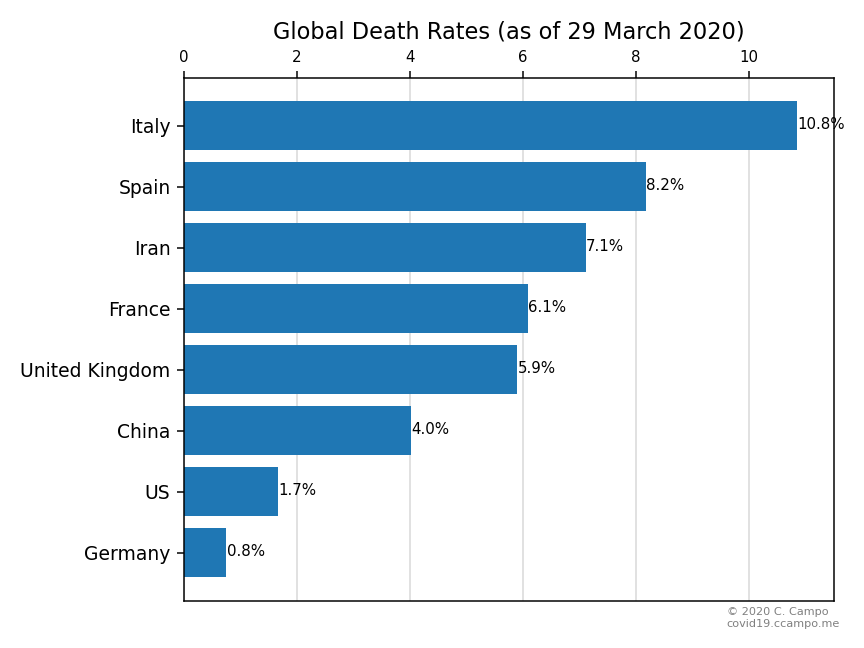 Global Death Rates (as of 29 March 2020)
0 2 4 6 8 10
Italy 10.8%
Spain 8.2%
Iran 7.1%
France 6.1%
United Kingdom 5.9%
China 4.0%
US 1.7%
Germany 0.8%
© 2020 C. Campo
covid19.ccampo.me